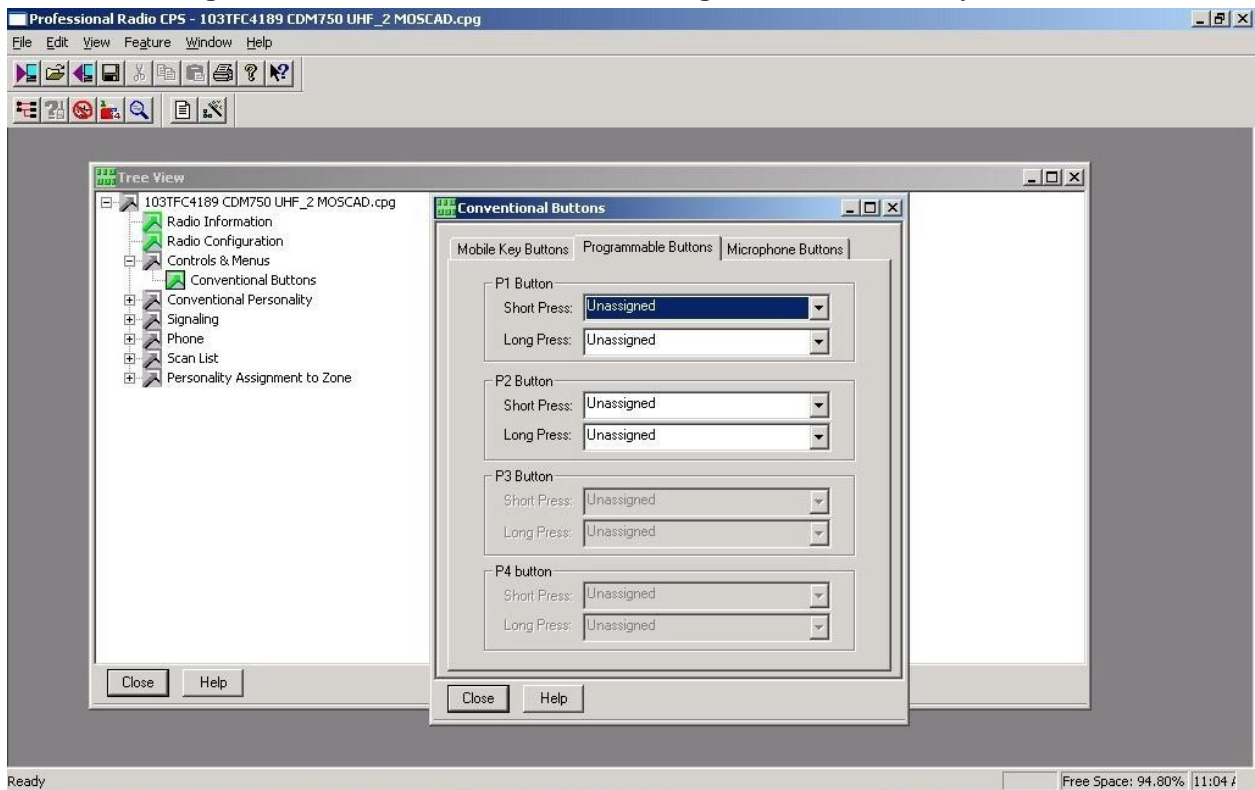 Professional Radio CPS - 103TFC4189 CDM750 UHF_2 MOSCAD.cpg
File Edit View Feature Window Help
Tree View
103TFC4189 CDM750 UHF_2 MOSCAD.cpg
Radio Information
Radio Configuration
Controls & Menus
Conventional Buttons
Conventional Personality
Signaling
Phone
Scan List
Personality Assignment to Zone
Close Help
Conventional Buttons
Mobile Key Buttons Programmable Buttons Microphone Buttons
P1 Button
Short Press: Unassigned
Long Press: Unassigned
P2 Button
Short Press: Unassigned
Long Press: Unassigned
P3 Button
Short Press: Unassigned
Long Press: Unassigned
P4 button
Short Press: Unassigned
Long Press: Unassigned
Close Help
Ready Free Space: 94.80% 11:04